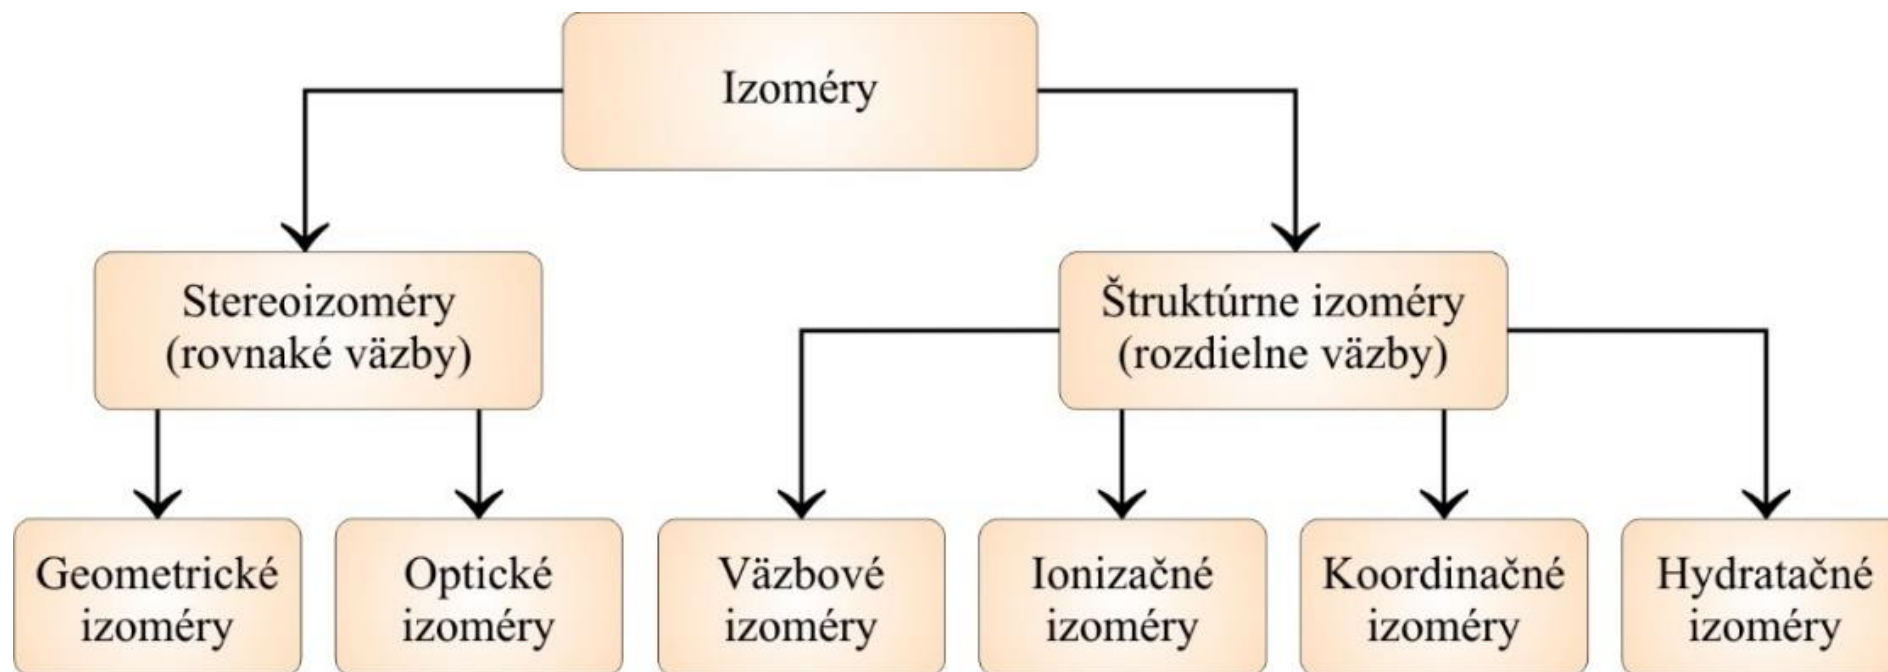 Izoméry
Stereoizoméry
(rovnaké väzby)
Štruktúrne izoméry
(rozdielne väzby)
Geometrické
izoméry
Optické
izoméry
Väzbové
izoméry
Ionizačné
izoméry
Koordinačné
izoméry
Hydratačné
izoméry